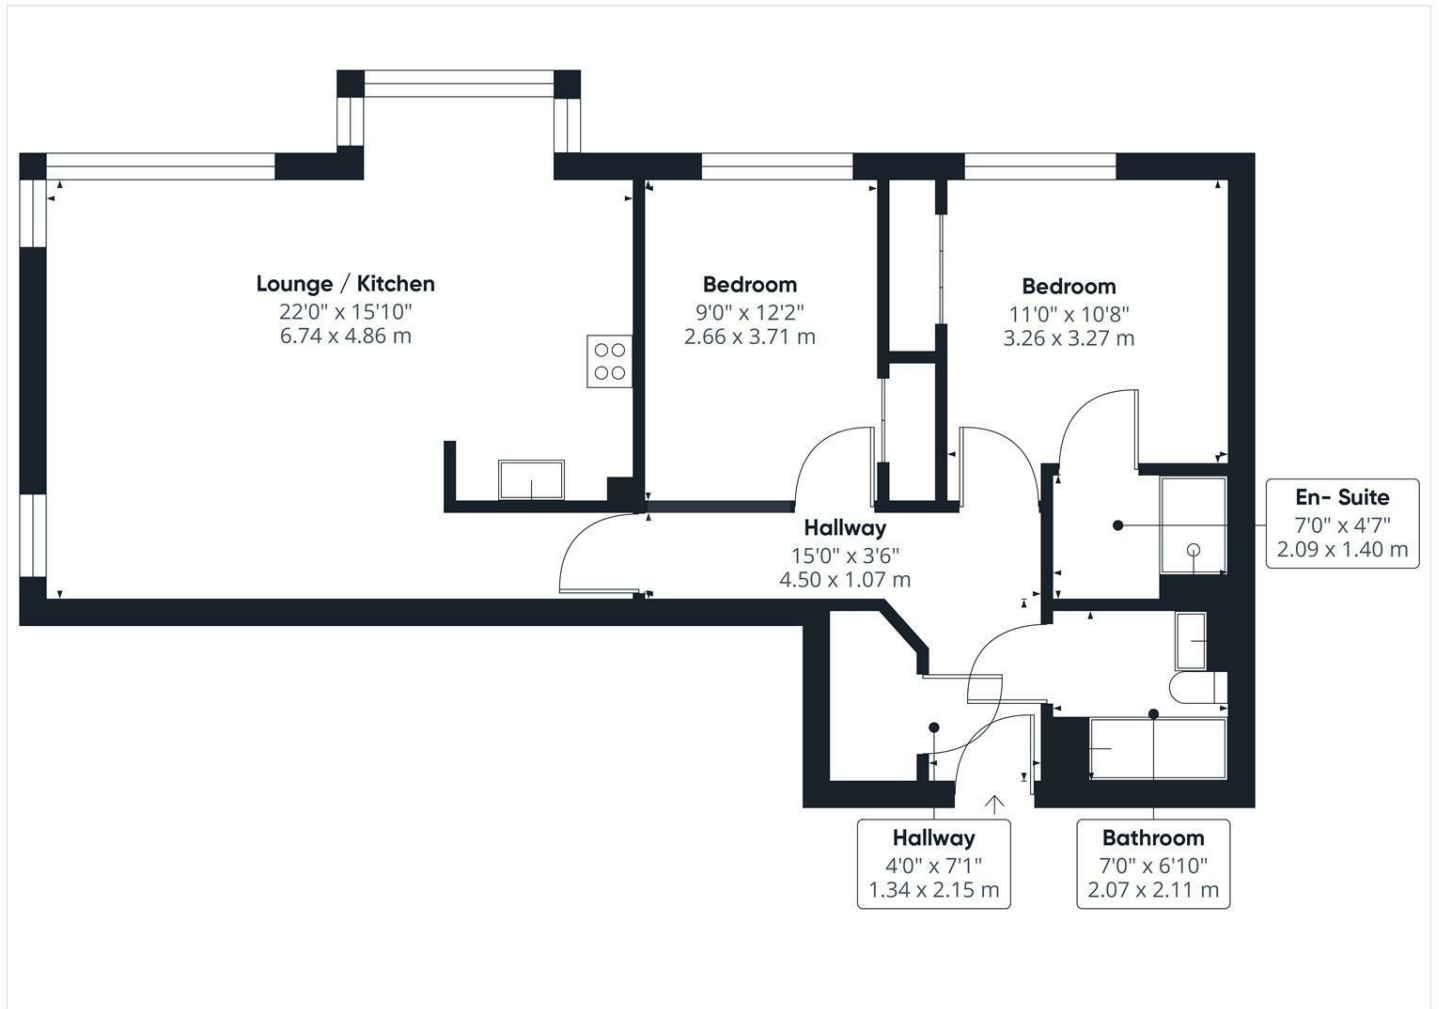 Lounge / Kitchen
22'0" x 15'10"
6.74 x 4.86 m
Bedroom
9'0" x 12'2"
2.66 x 3.71 m
Bedroom
11'0" x 10'8"
3.26 x 3.27 m
En- Suite
7'0" x 4'7"
2.09 x 1.40 m
Hallway
15'0" x 3'6"
4.50 x 1.07 m
Hallway
4'0" x 7'1"
1.34 x 2.15 m
Bathroom
7'0" x 6'10"
2.07 x 2.11 m